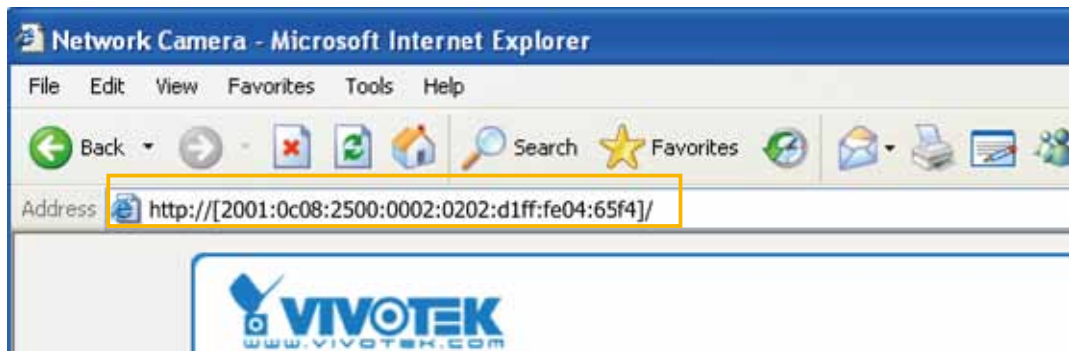 Network Camera - Microsoft Internet Explorer
File Edit View Favorites Tools Help
Back Search Favorites
Address http://[2001:0c08:2500:0002:0202:d1ff:fe04:65f4]/
VIVOTEK
www.vivotek.com